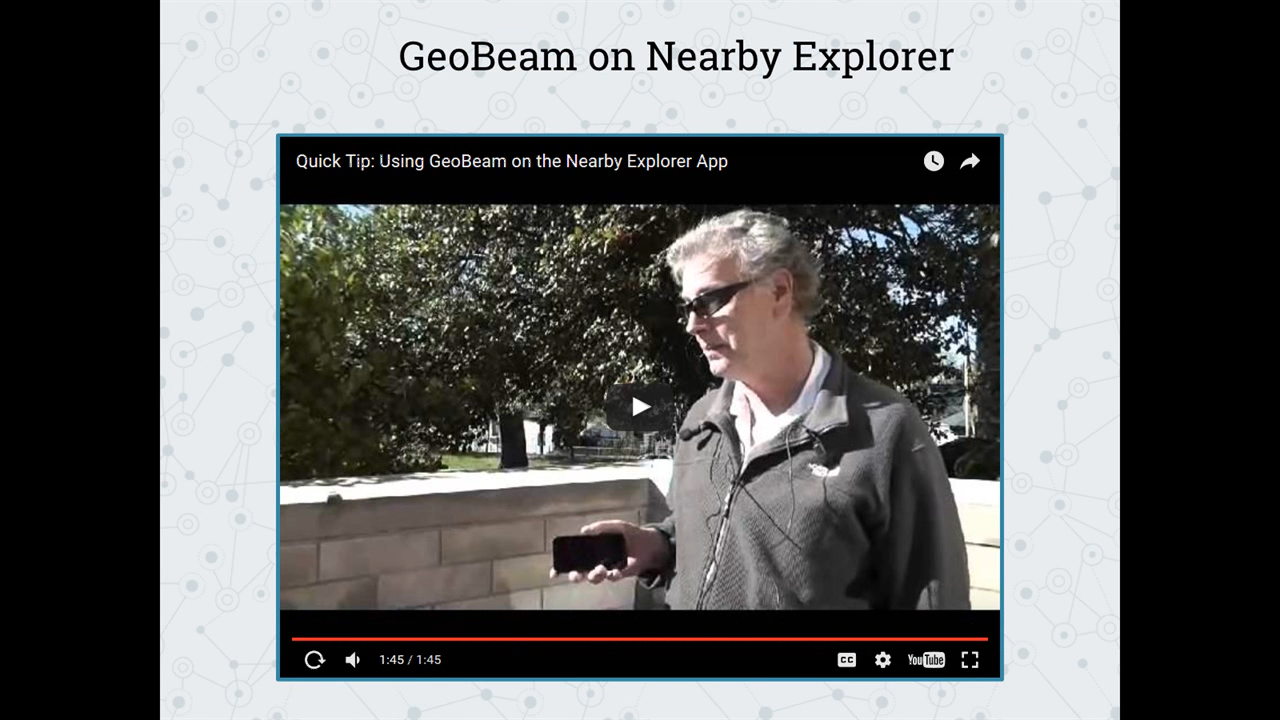 GeoBeam on Nearby Explorer
Quick Tip: Using GeoBeam on the Nearby Explorer App
1:45 / 1:45
CC
YouTube